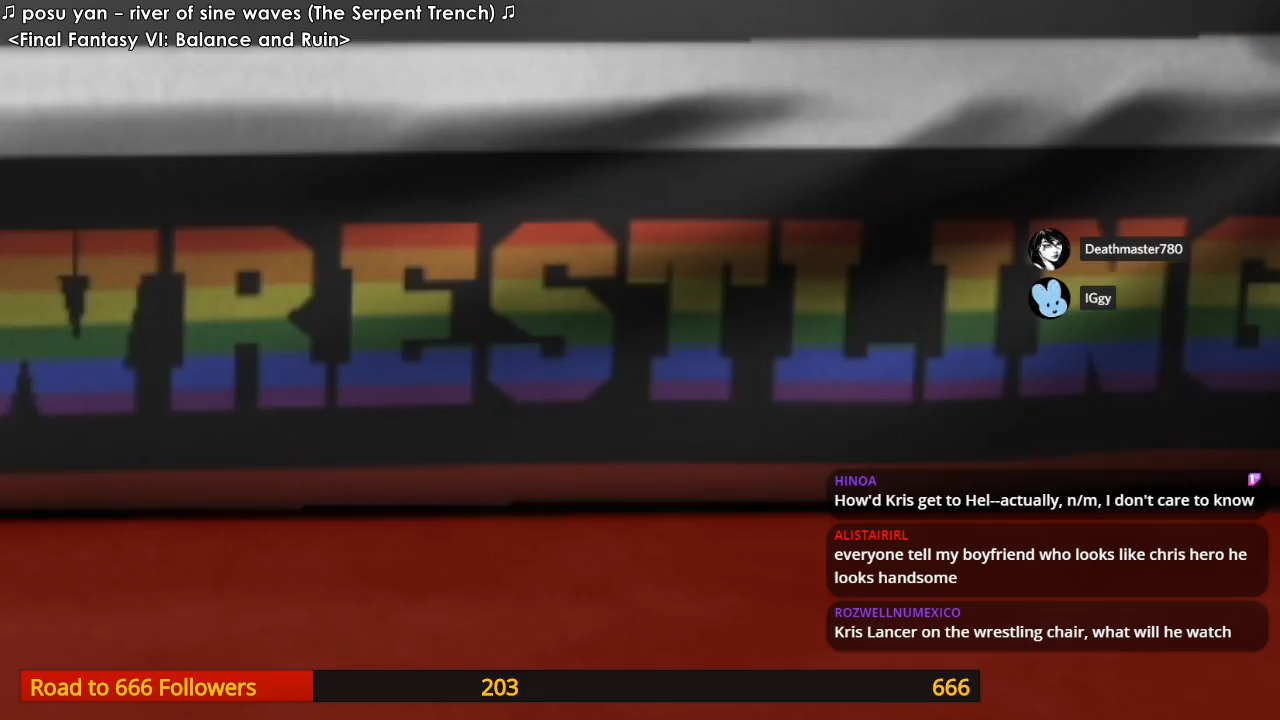 ♫ posu yan – river of sine waves (The Serpent Trench) ♫
<Final Fantasy VI: Balance and Ruin>
WRESTLING
Deathmaster780
IGgy
HINOA
How'd Kris get to Hel--actually, n/m, I don't care to know
ALISTAIRIRL
everyone tell my boyfriend who looks like chris hero he
looks handsome
ROZWELLNUMEXICO
Kris Lancer on the wrestling chair, what will he watch
Road to 666 Followers 203 666